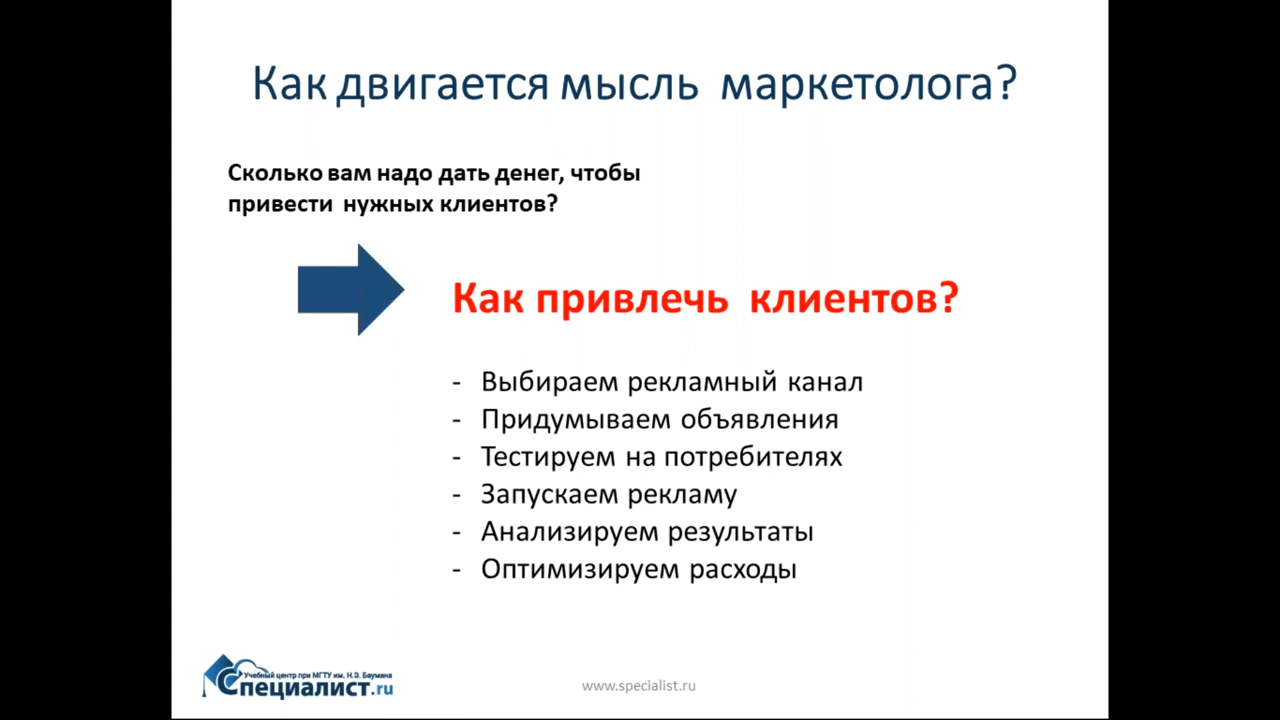 Как двигается мысль маркетолога?
Сколько вам надо дать денег, чтобы
привести нужных клиентов?
Как привлечь клиентов?
- Выбираем рекламный канал
- Придумываем объявления
- Тестируем на потребителях
- Запускаем рекламу
- Анализируем результаты
- Оптимизируем расходы
Учебный центр при МГТУ им. Н.Э. Баумана
Специалист.ru
www.specialist.ru